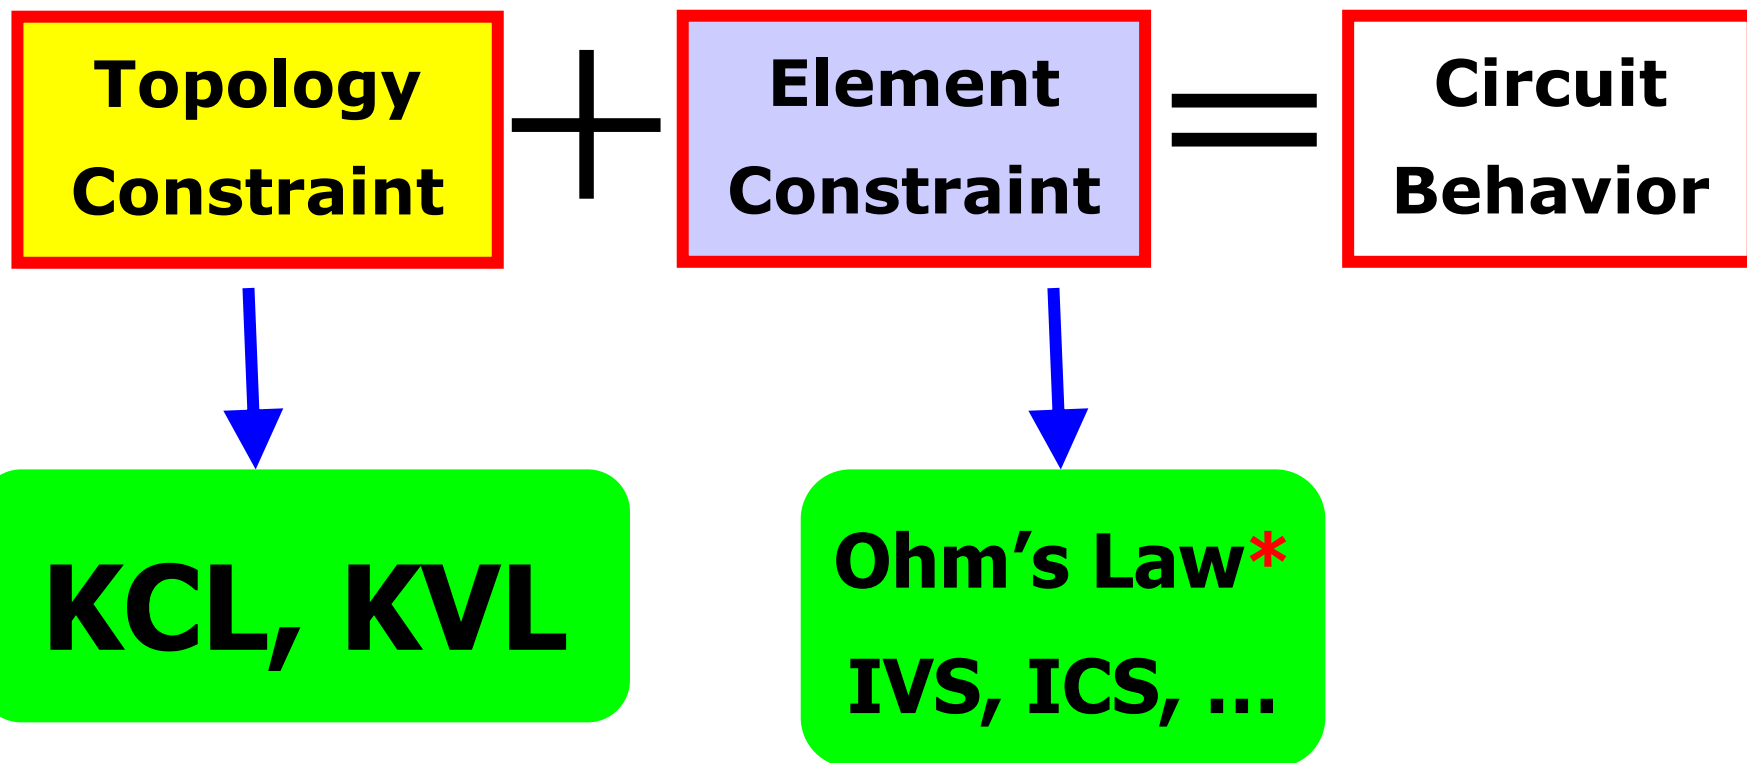 Topology
Constraint
+
Element
Constraint
=
Circuit
Behavior
KCL, KVL
Ohm’s Law*
IVS, ICS, ...